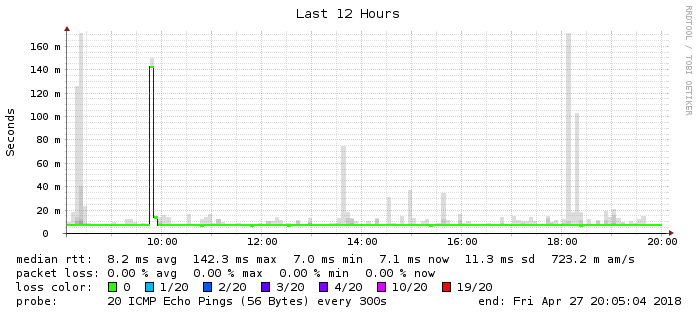 Last 12 Hours
RRDTOOL / TOBI OETIKER
Seconds
160 m
140 m
120 m
100 m
80 m
60 m
40 m
20 m
0
10:00 12:00 14:00 16:00 18:00 20:00
median rtt: 8.2 ms avg 142.3 ms max 7.0 ms min 7.1 ms now 11.3 ms sd 723.2 m am/s
packet loss: 0.00 % avg 0.00 % max 0.00 % min 0.00 % now
loss color: 0 1/20 2/20 3/20 4/20 10/20 19/20
probe: 20 ICMP Echo Pings (56 Bytes) every 300s end: Fri Apr 27 20:05:04 2018